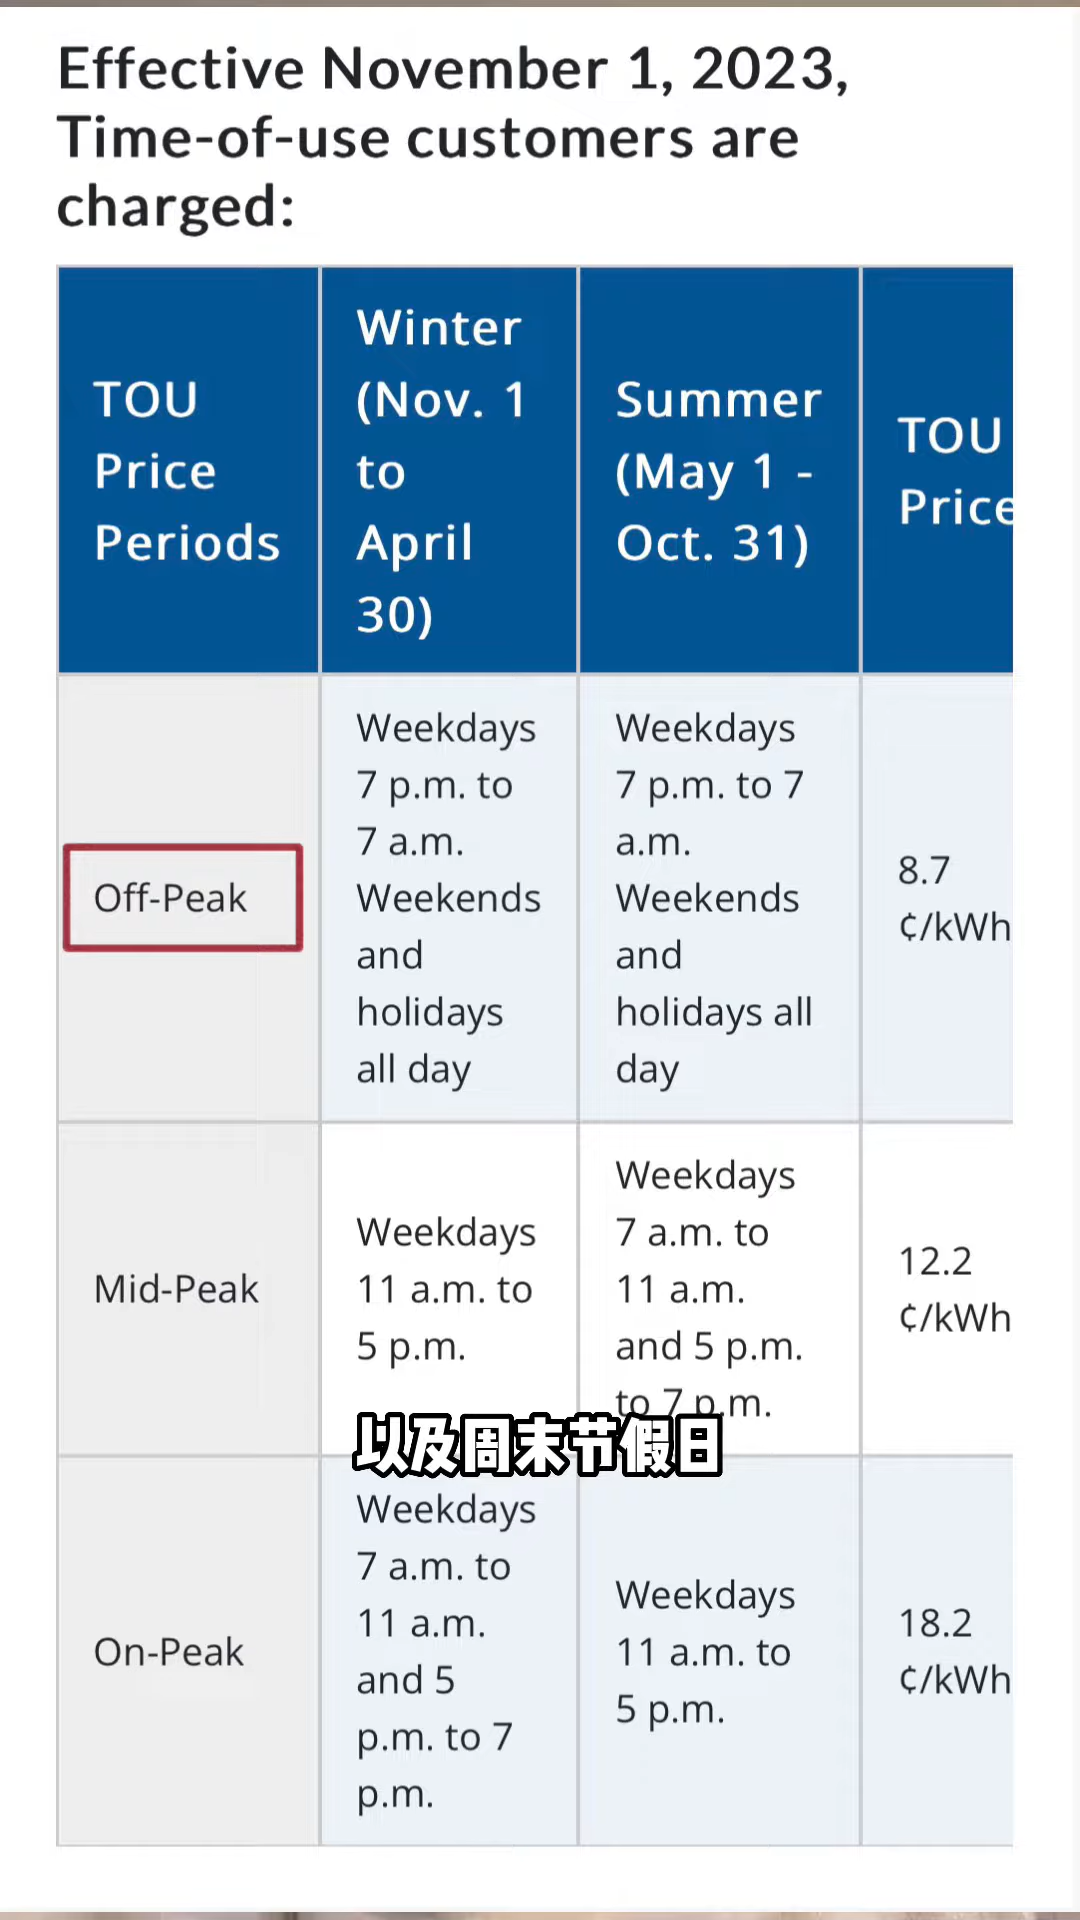 Effective November 1, 2023,
Time-of-use customers are
charged:
TOU
Price
Periods
Winter
(Nov. 1
to
April
30)
Summer
(May 1 -
Oct. 31)
TOU
Price
Off-Peak
Weekdays
7 p.m. to
7 a.m.
Weekends
and
holidays
all day
Weekdays
7 p.m. to 7
a.m.
Weekends
and
holidays all
day
8.7
¢/kWh
Mid-Peak
Weekdays
11 a.m. to
5 p.m.
Weekdays
7 a.m. to
11 a.m.
and 5 p.m.
to 7 p.m.
12.2
¢/kWh
以及周末节假日
On-Peak
Weekdays
7 a.m. to
11 a.m.
and 5
p.m. to 7
p.m.
Weekdays
11 a.m. to
5 p.m.
18.2
¢/kWh